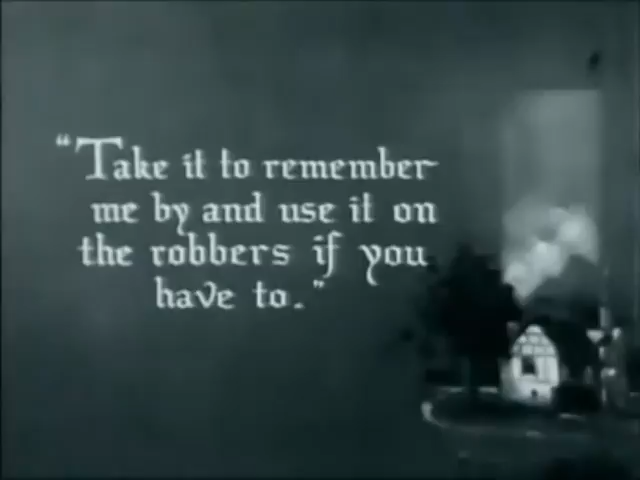 “Take it to remember
me by and use it on
the robbers if you
have to.”